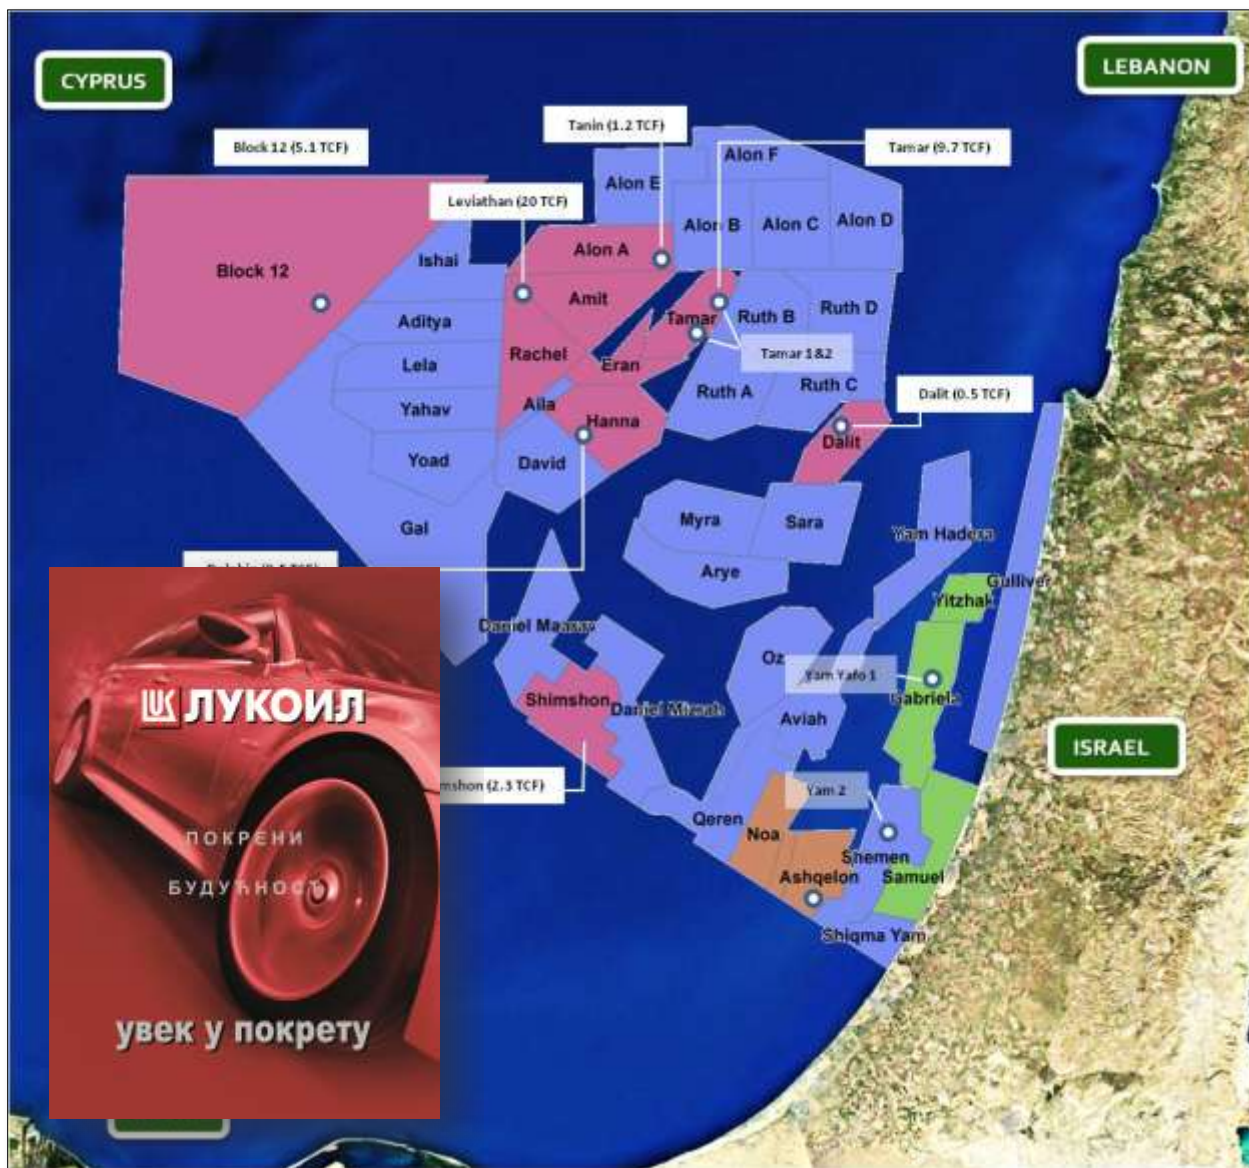 CYPRUS
LEBANON
Tanin (1.2 TCF)
Block 12 (5.1 TCF)
Alon F
Tamar (9.7 TCF)
Alon E
Leviathan (20 TCF)
Alon B
Alon C
Alon D
Alon A
Ishai
Block 12
Amit
Aditya
Tamar
Ruth B
Ruth D
Rachel
Tamar 1&2
Lela
Eran
Ruth A
Ruth C
Dalit (0.5 TCF)
Aila
Yahav
Hanna
Dalit
Yoad
David
Gal
Myra
Sara
Yam Hadera
Arye
Gulliver
Yitzhak
Daniel Maarav
Oz
Yam Yafo 1
Shimshon
Gabriela
Daniel Mizrah
Aviah
ISRAEL
mshon (2.3 TCF)
Yam 2
Qeren
Noa
Shemen
Ashqelon
Samuel
Shiqma Yam
LUK ЛУКОИЛ
ПОКРЕНИ
БУДУЋНОСТ
увек у покрету